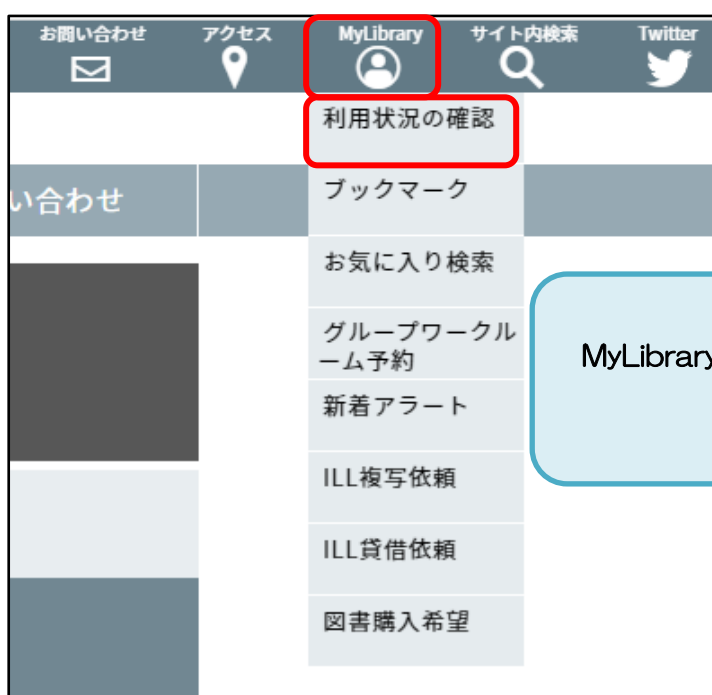 お問い合わせ
アクセス
MyLibrary
サイト内検索
Twitter
利用状況の確認
い合わせ
ブックマーク
お気に入り検索
グループワークル
ーム予約
MyLibrary
新着アラート
ILL複写依頼
ILL貸借依頼
図書購入希望